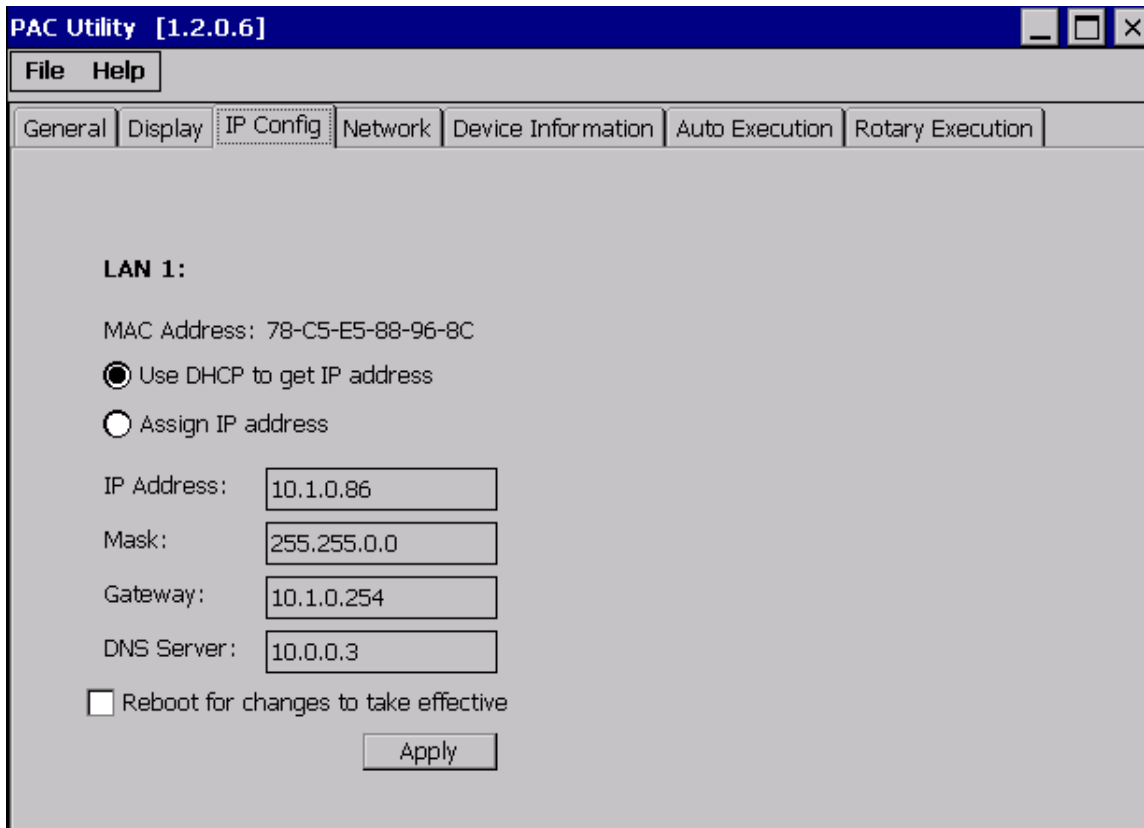 PAC Utility [1.2.0.6]
File Help
General Display IP Config Network Device Information Auto Execution Rotary Execution
LAN 1:
MAC Address: 78-C5-E5-88-96-8C
Use DHCP to get IP address
Assign IP address
IP Address: 10.1.0.86
Mask: 255.255.0.0
Gateway: 10.1.0.254
DNS Server: 10.0.0.3
Reboot for changes to take effective
Apply